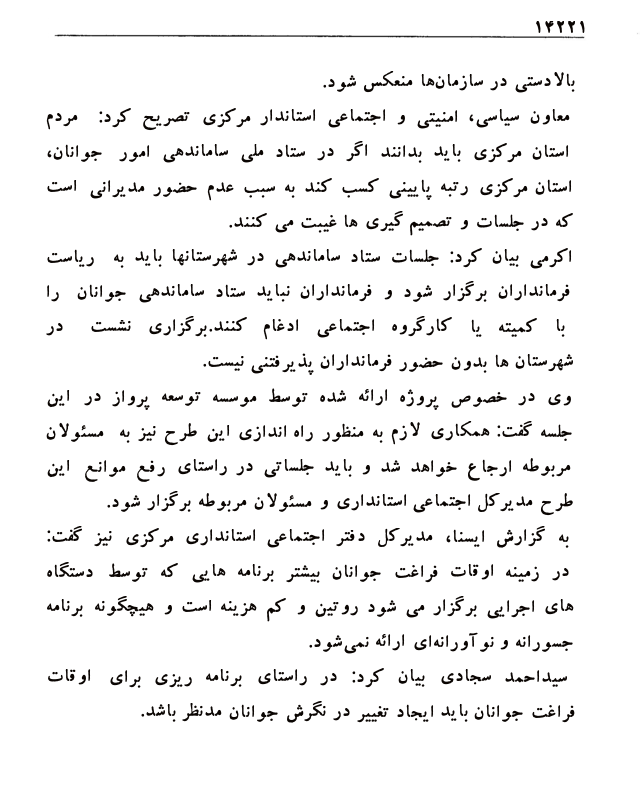 ۱۴۲۲۱
بالادستی در سازمان‌ها منعکس شود.
معاون سیاسی، امنیتی و اجتماعی استاندار مرکزی تصریح کرد: مردم
استان مرکزی باید بدانند اگر در ستاد ملی ساماندهی امور جوانان،
استان مرکزی رتبه پایینی کسب کند به سبب عدم حضور مدیرانی است
که در جلسات و تصمیم گیری ها غیبت می کنند.
اکرمی بیان کرد: جلسات ستاد ساماندهی در شهرستانها باید به ریاست
فرمانداران برگزار شود و فرمانداران نباید ستاد ساماندهی جوانان را
با کمیته یا کارگروه اجتماعی ادغام کنند.برگزاری نشست در
شهرستان ها بدون حضور فرمانداران پذیرفتنی نیست.
وی در خصوص پروژه ارائه شده توسط موسسه توسعه پرواز در این
جلسه گفت: همکاری لازم به منظور راه اندازی این طرح نیز به مسئولان
مربوطه ارجاع خواهد شد و باید جلساتی در راستای رفع موانع این
طرح مدیرکل اجتماعی استانداری و مسئولان مربوطه برگزار شود.
به گزارش ایسنا، مدیرکل دفتر اجتماعی استانداری مرکزی نیز گفت:
در زمینه اوقات فراغت جوانان بیشتر برنامه هایی که توسط دستگاه
های اجرایی برگزار می شود روتین و کم هزینه است و هیچگونه برنامه
جسورانه و نوآورانه‌ای ارائه نمی‌شود.
سیداحمد سجادی بیان کرد: در راستای برنامه ریزی برای اوقات
فراغت جوانان باید ایجاد تغییر در نگرش جوانان مدنظر باشد.